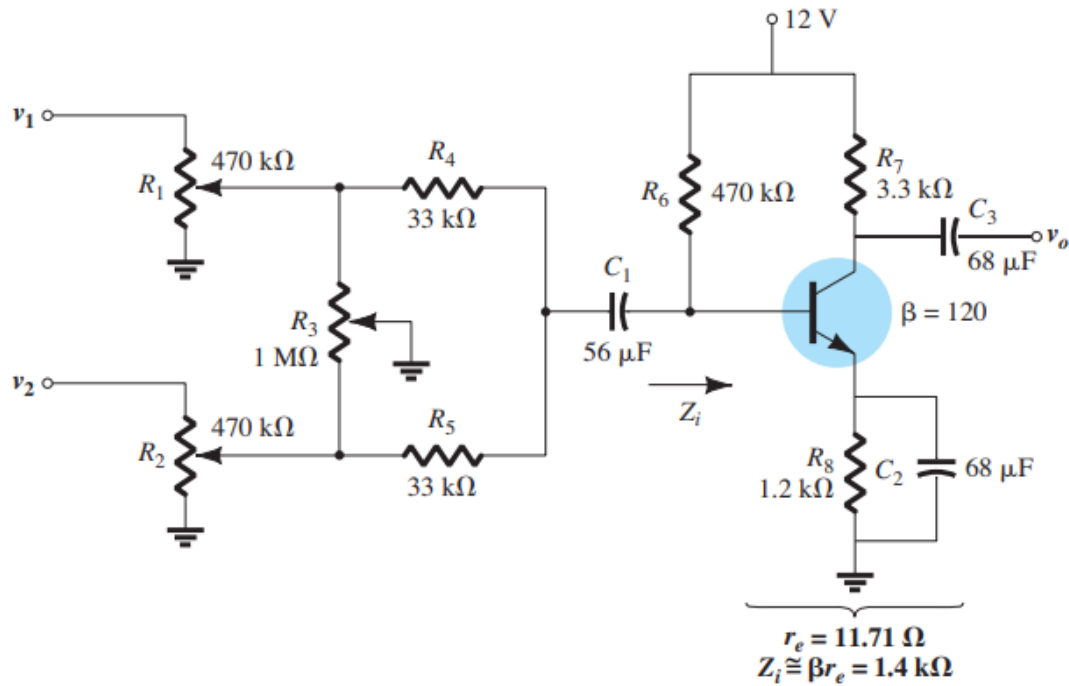 12 V
v₁
R₁
470 kΩ
R₄
33 kΩ
R₆
470 kΩ
R₇
3.3 kΩ
C₃
68 μF
vₒ
C₁
56 μF
R₃
1 MΩ
β = 120
Zᵢ
v₂
R₂
470 kΩ
R₅
33 kΩ
R₈
1.2 kΩ
C₂
68 μF
rₑ = 11.71 Ω
Zᵢ ≅ βrₑ = 1.4 kΩ